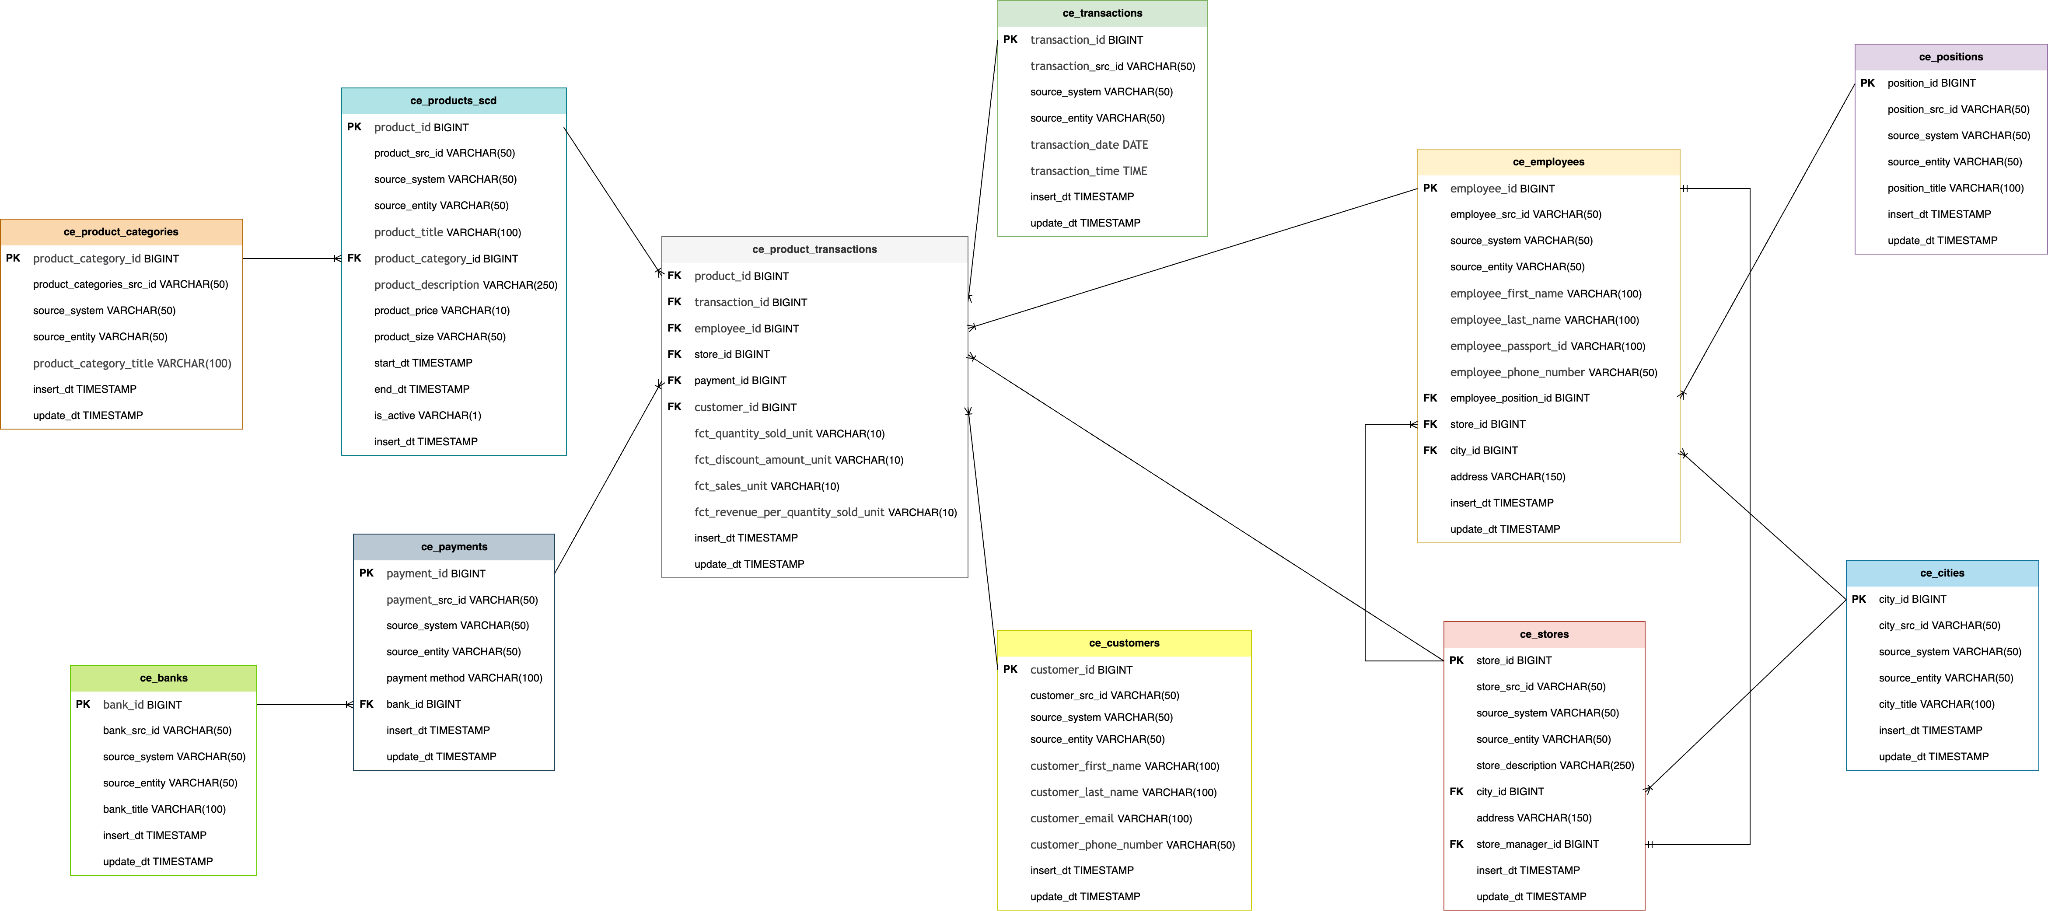 ce_product_categories
PK product_category_id BIGINT
product_categories_src_id VARCHAR(50)
source_system VARCHAR(50)
source_entity VARCHAR(50)
product_category_title VARCHAR(100)
insert_dt TIMESTAMP
update_dt TIMESTAMP
ce_products_scd
PK product_id BIGINT
product_src_id VARCHAR(50)
source_system VARCHAR(50)
source_entity VARCHAR(50)
product_title VARCHAR(100)
FK product_category_id BIGINT
product_description VARCHAR(250)
product_price VARCHAR(10)
product_size VARCHAR(50)
start_dt TIMESTAMP
end_dt TIMESTAMP
is_active VARCHAR(1)
insert_dt TIMESTAMP
ce_banks
PK bank_id BIGINT
bank_src_id VARCHAR(50)
source_system VARCHAR(50)
source_entity VARCHAR(50)
bank_title VARCHAR(100)
insert_dt TIMESTAMP
update_dt TIMESTAMP
ce_payments
PK payment_id BIGINT
payment_src_id VARCHAR(50)
source_system VARCHAR(50)
source_entity VARCHAR(50)
payment method VARCHAR(100)
FK bank_id BIGINT
insert_dt TIMESTAMP
update_dt TIMESTAMP
ce_product_transactions
FK product_id BIGINT
FK transaction_id BIGINT
FK employee_id BIGINT
FK store_id BIGINT
FK payment_id BIGINT
FK customer_id BIGINT
fct_quantity_sold_unit VARCHAR(10)
fct_discount_amount_unit VARCHAR(10)
fct_sales_unit VARCHAR(10)
fct_revenue_per_quantity_sold_unit VARCHAR(10)
insert_dt TIMESTAMP
update_dt TIMESTAMP
ce_transactions
PK transaction_id BIGINT
transaction_src_id VARCHAR(50)
source_system VARCHAR(50)
source_entity VARCHAR(50)
transaction_date DATE
transaction_time TIME
insert_dt TIMESTAMP
update_dt TIMESTAMP
ce_customers
PK customer_id BIGINT
customer_src_id VARCHAR(50)
source_system VARCHAR(50)
source_entity VARCHAR(50)
customer_first_name VARCHAR(100)
customer_last_name VARCHAR(100)
customer_email VARCHAR(100)
customer_phone_number VARCHAR(50)
insert_dt TIMESTAMP
update_dt TIMESTAMP
ce_employees
PK employee_id BIGINT
employee_src_id VARCHAR(50)
source_system VARCHAR(50)
source_entity VARCHAR(50)
employee_first_name VARCHAR(100)
employee_last_name VARCHAR(100)
employee_passport_id VARCHAR(100)
employee_phone_number VARCHAR(50)
FK employee_position_id BIGINT
FK store_id BIGINT
FK city_id BIGINT
address VARCHAR(150)
insert_dt TIMESTAMP
update_dt TIMESTAMP
ce_stores
PK store_id BIGINT
store_src_id VARCHAR(50)
source_system VARCHAR(50)
source_entity VARCHAR(50)
store_description VARCHAR(250)
FK city_id BIGINT
address VARCHAR(150)
FK store_manager_id BIGINT
insert_dt TIMESTAMP
update_dt TIMESTAMP
ce_positions
PK position_id BIGINT
position_src_id VARCHAR(50)
source_system VARCHAR(50)
source_entity VARCHAR(50)
position_title VARCHAR(100)
insert_dt TIMESTAMP
update_dt TIMESTAMP
ce_cities
PK city_id BIGINT
city_src_id VARCHAR(50)
source_system VARCHAR(50)
source_entity VARCHAR(50)
city_title VARCHAR(100)
insert_dt TIMESTAMP
update_dt TIMESTAMP